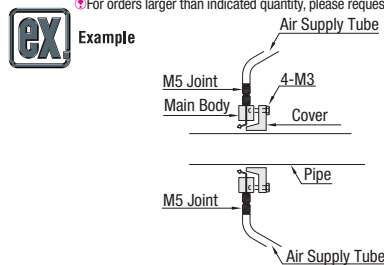 For orders larger than indicated quantity, please reques
ex.
Example
Air Supply Tube
M5 Joint
4-M3
Main Body
Cover
Pipe
M5 Joint
Air Supply Tube